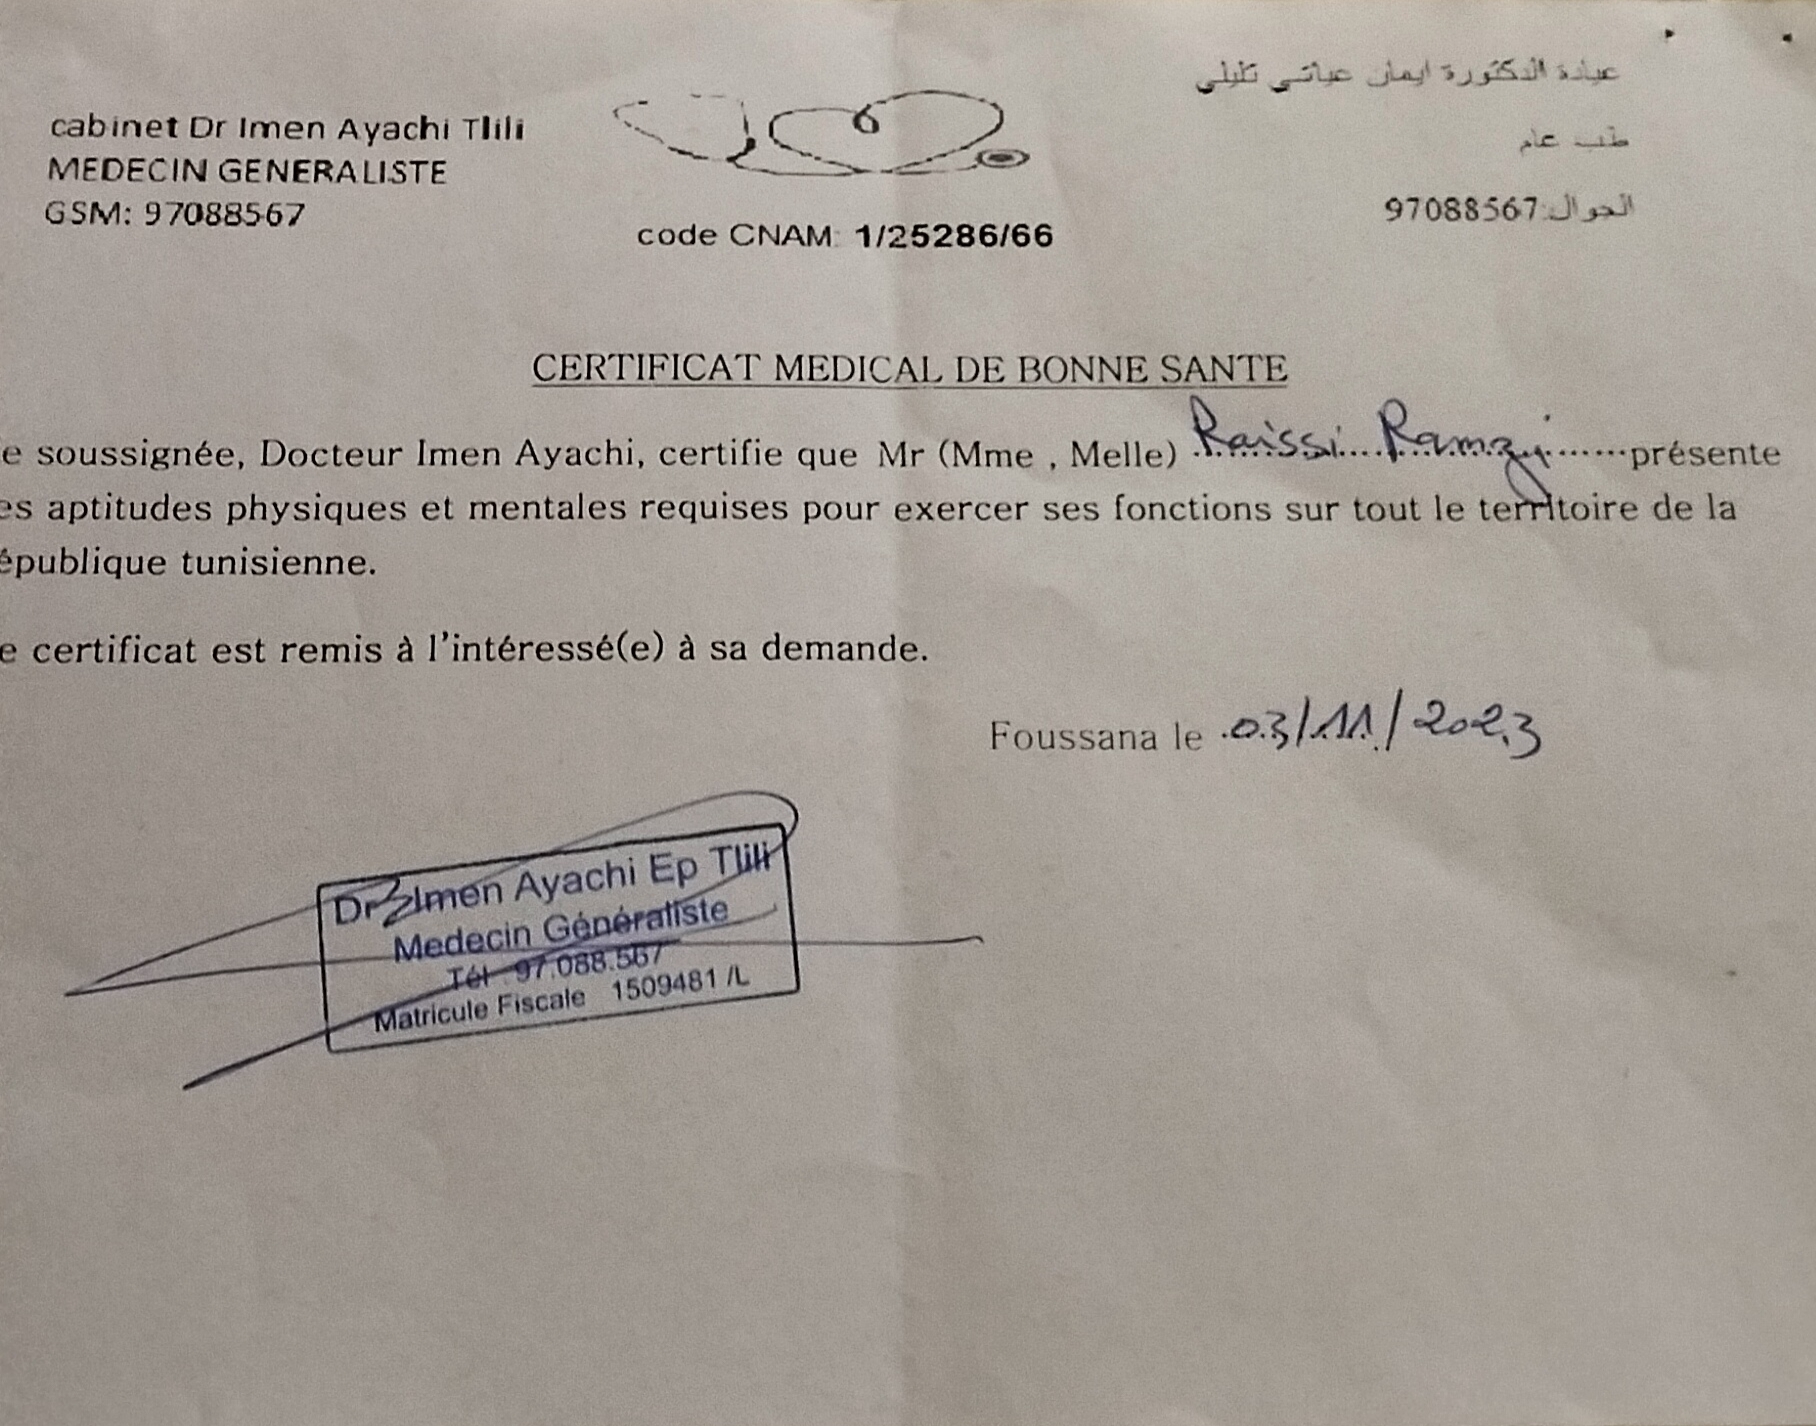 cabinet Dr Imen Ayachi Tlili
MEDECIN GENERALISTE
GSM: 97088567
code CNAM: 1/25286/66
عيادة الدكتورة ايمان عياشي تليلي
طب عام
الجوال:97088567
CERTIFICAT MEDICAL DE BONNE SANTE
e soussignée, Docteur Imen Ayachi, certifie que Mr (Mme , Melle) Raissi Ramzi présente
es aptitudes physiques et mentales requises pour exercer ses fonctions sur tout le territoire de la
épublique tunisienne.
e certificat est remis à l'intéressé(e) à sa demande.
Foussana le 03/11/2023
Dr Imen Ayachi Ep Tlili
Medecin Généraliste
Tél 97.088.567
Matricule Fiscale 1509481 /L